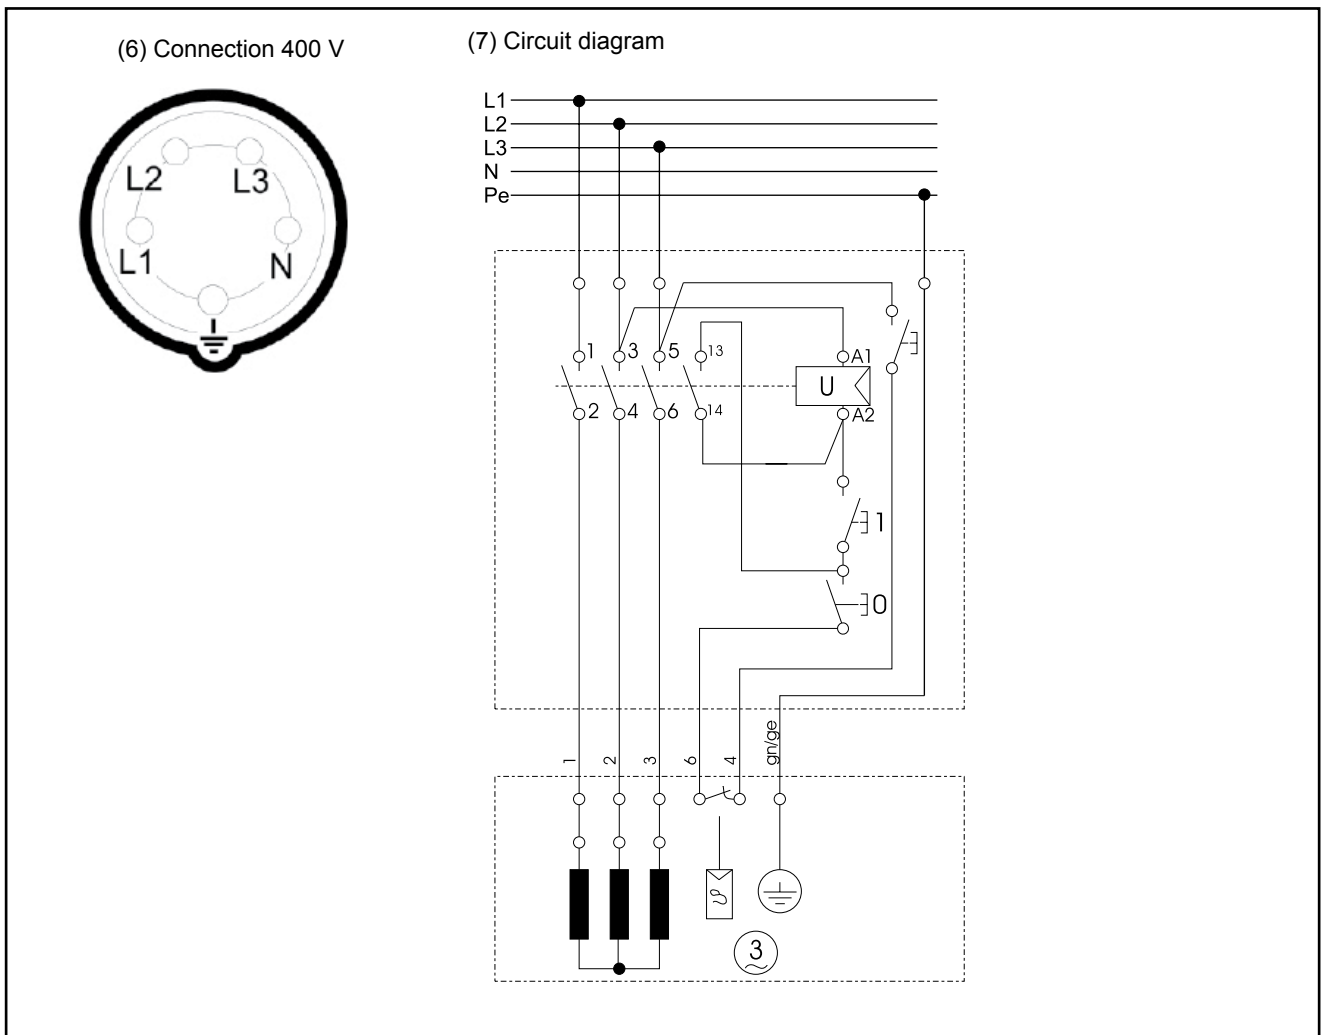 (6) Connection 400 V
(7) Circuit diagram
L2 L3
L1 N
L1
L2
L3
N
Pe
1 3 5 13 A1
U
2 4 6 14 A2
1
0
1 2 3 6 4 gn/ge
ϑ
3